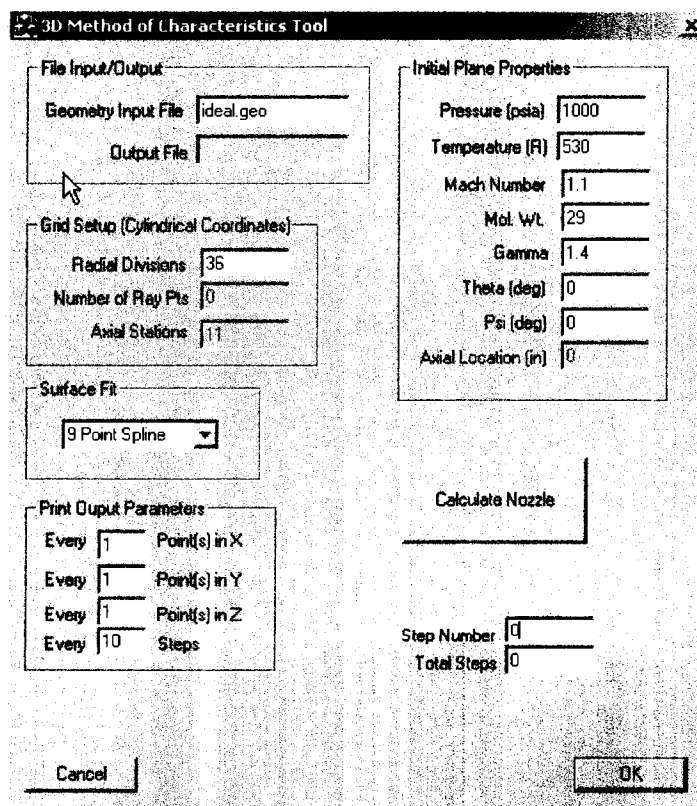 3D Method of Characteristics Tool
x
File Input/Output
Geometry Input File ideal.geo
Output File
Grid Setup (Cylindrical Coordinates)
Radial Divisions 36
Number of Ray Pts 0
Axial Stations 11
Surface Fit
9 Point Spline
Print Ouput Parameters
Every 1 Point(s) in X
Every 1 Point(s) in Y
Every 1 Point(s) in Z
Every 10 Steps
Cancel
Initial Plane Properties
Pressure (psia) 1000
Temperature (R) 530
Mach Number 1.1
Mol. Wt. 29
Gamma 1.4
Theta (deg) 0
Psi (deg) 0
Axial Location (in) 0
Calculate Nozzle
Step Number 0
Total Steps 0
OK